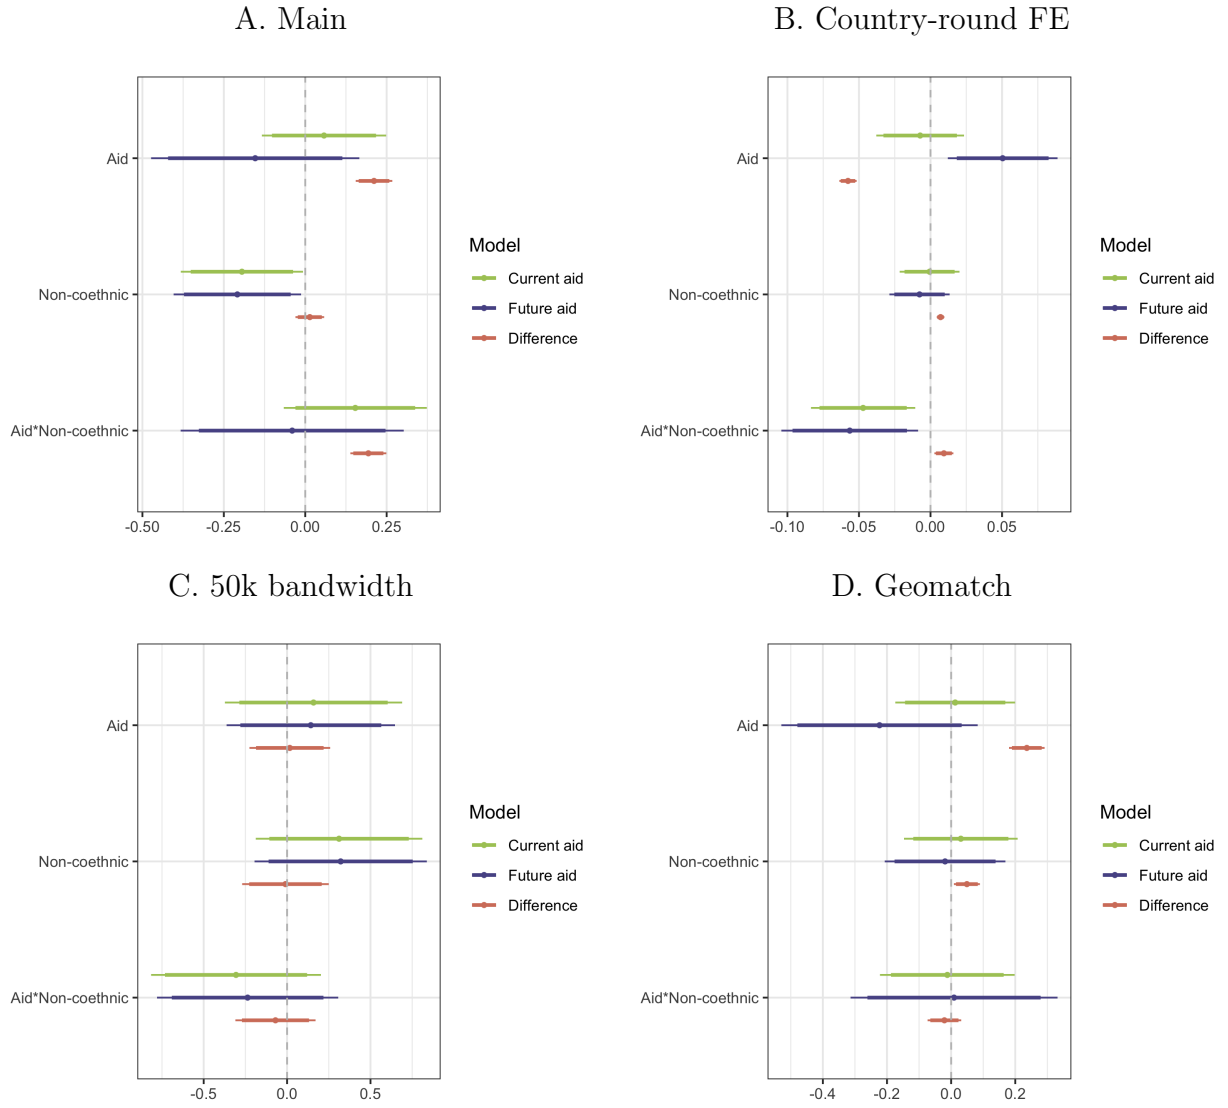 A. Main
B. Country-round FE
Aid
Non-coethnic
Aid*Non-coethnic
-0.50 -0.25 0.00 0.25
Model
Current aid
Future aid
Difference
Aid
Non-coethnic
Aid*Non-coethnic
-0.10 -0.05 0.00 0.05
Model
Current aid
Future aid
Difference
C. 50k bandwidth
D. Geomatch
Aid
Non-coethnic
Aid*Non-coethnic
-0.5 0.0 0.5
Model
Current aid
Future aid
Difference
Aid
Non-coethnic
Aid*Non-coethnic
-0.4 -0.2 0.0 0.2
Model
Current aid
Future aid
Difference